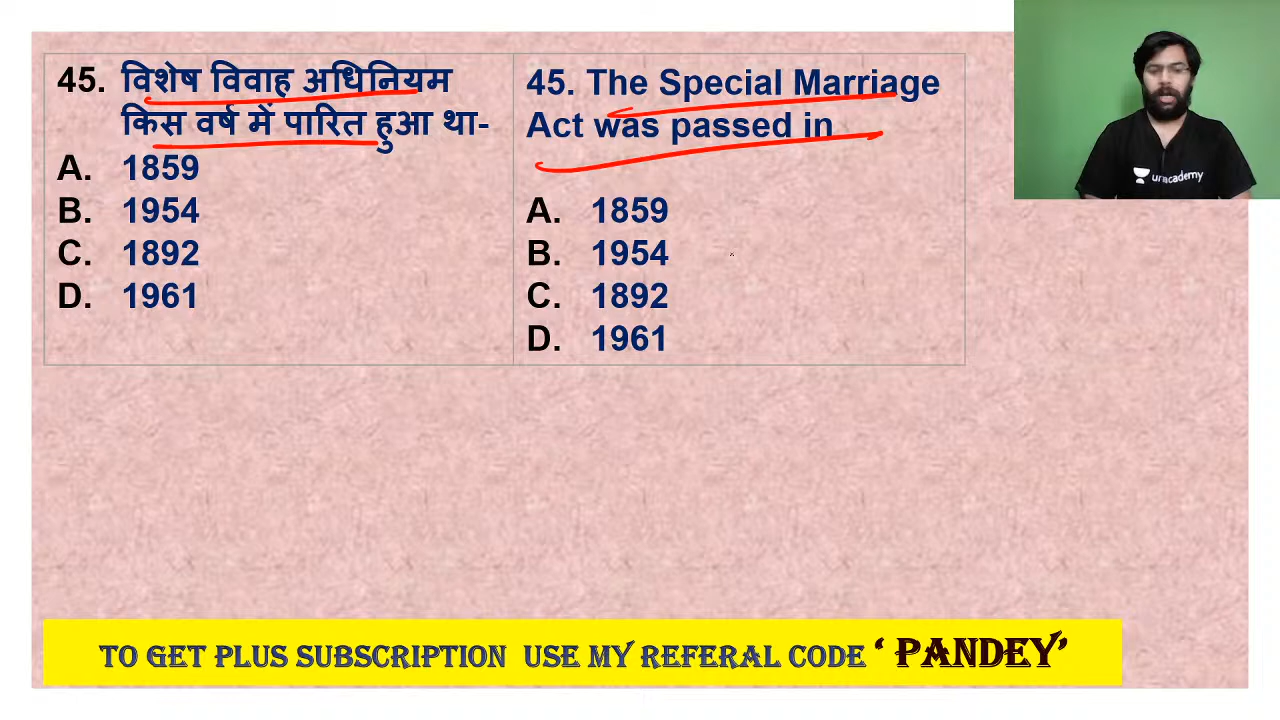 45. विशेष विवाह अधिनियम
किस वर्ष में पारित हुआ था-
A. 1859
B. 1954
C. 1892
D. 1961
45. The Special Marriage
Act was passed in
A. 1859
B. 1954
C. 1892
D. 1961
unacademy
TO GET PLUS SUBSCRIPTION USE MY REFERAL CODE ‘ PANDEY’